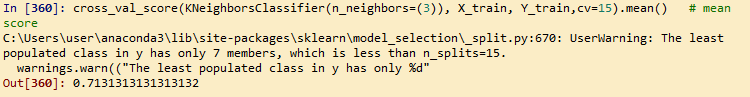 In [360]: cross_val_score(KNeighborsClassifier(n_neighbors=(3)), X_train, Y_train,cv=15).mean()   # mean
score
C:\Users\user\anaconda3\lib\site-packages\sklearn\model_selection\_split.py:670: UserWarning: The least
populated class in y has only 7 members, which is less than n_splits=15.
  warnings.warn(("The least populated class in y has only %d"
Out[360]: 0.7131313131313132